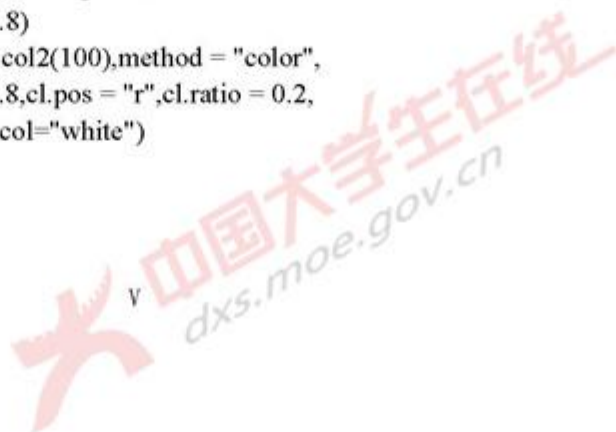 .8)
col2(100),method = "color",
.8,cl.pos = "r",cl.ratio = 0.2,
col="white")
中国大学生在线
dxs.moe.gov.cn
V